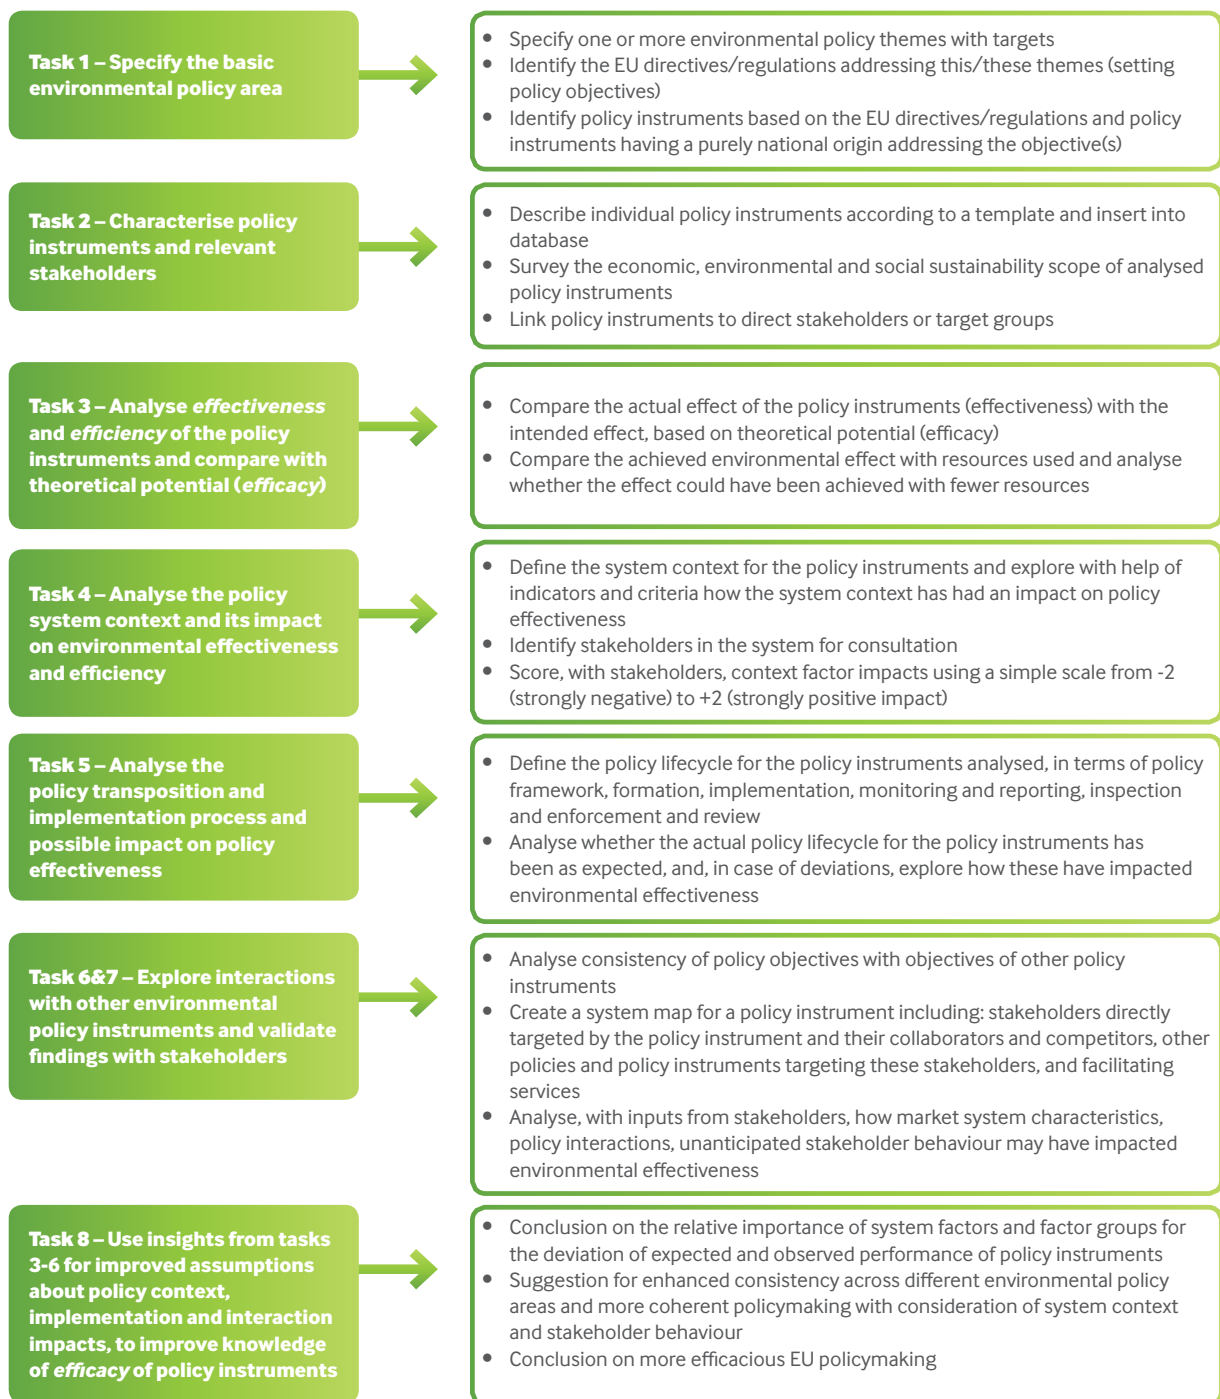 Task 1 – Specify the basic
environmental policy area
• Specify one or more environmental policy themes with targets
• Identify the EU directives/regulations addressing this/these themes (setting
policy objectives)
• Identify policy instruments based on the EU directives/regulations and policy
instruments having a purely national origin addressing the objective(s)
Task 2 – Characterise policy
instruments and relevant
stakeholders
• Describe individual policy instruments according to a template and insert into
database
• Survey the economic, environmental and social sustainability scope of analysed
policy instruments
• Link policy instruments to direct stakeholders or target groups
Task 3 – Analyse effectiveness
and efficiency of the policy
instruments and compare with
theoretical potential (efficacy)
• Compare the actual effect of the policy instruments (effectiveness) with the
intended effect, based on theoretical potential (efficacy)
• Compare the achieved environmental effect with resources used and analyse
whether the effect could have been achieved with fewer resources
Task 4 – Analyse the policy
system context and its impact
on environmental effectiveness
and efficiency
• Define the system context for the policy instruments and explore with help of
indicators and criteria how the system context has had an impact on policy
effectiveness
• Identify stakeholders in the system for consultation
• Score, with stakeholders, context factor impacts using a simple scale from -2
(strongly negative) to +2 (strongly positive impact)
Task 5 – Analyse the
policy transposition and
implementation process and
possible impact on policy
effectiveness
• Define the policy lifecycle for the policy instruments analysed, in terms of policy
framework, formation, implementation, monitoring and reporting, inspection
and enforcement and review
• Analyse whether the actual policy lifecycle for the policy instruments has
been as expected, and, in case of deviations, explore how these have impacted
environmental effectiveness
Task 6&7 – Explore interactions
with other environmental
policy instruments and validate
findings with stakeholders
• Analyse consistency of policy objectives with objectives of other policy
instruments
• Create a system map for a policy instrument including: stakeholders directly
targeted by the policy instrument and their collaborators and competitors, other
policies and policy instruments targeting these stakeholders, and facilitating
services
• Analyse, with inputs from stakeholders, how market system characteristics,
policy interactions, unanticipated stakeholder behaviour may have impacted
environmental effectiveness
Task 8 – Use insights from tasks
3-6 for improved assumptions
about policy context,
implementation and interaction
impacts, to improve knowledge
of efficacy of policy instruments
• Conclusion on the relative importance of system factors and factor groups for
the deviation of expected and observed performance of policy instruments
• Suggestion for enhanced consistency across different environmental policy
areas and more coherent policymaking with consideration of system context
and stakeholder behaviour
• Conclusion on more efficacious EU policymaking